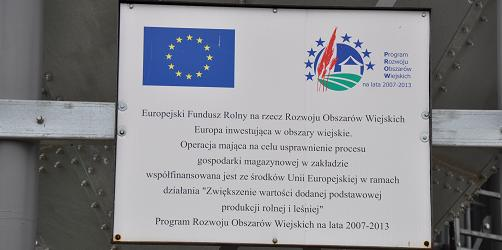 Program
Rozwoju
Obszarów
Wiejskich
na lata 2007-2013
Europejski Fundusz Rolny na rzecz Rozwoju Obszarów Wiejskich
Europa inwestująca w obszary wiejskie.
Operacja mająca na celu usprawnienie procesu
gospodarki magazynowej w zakładzie
współfinansowana jest ze środków Unii Europejskiej w ramach
działania "Zwiększenie wartości dodanej podstawowej
produkcji rolnej i leśniej"
Program Rozwoju Obszarów Wiejskich na lata 2007-2013